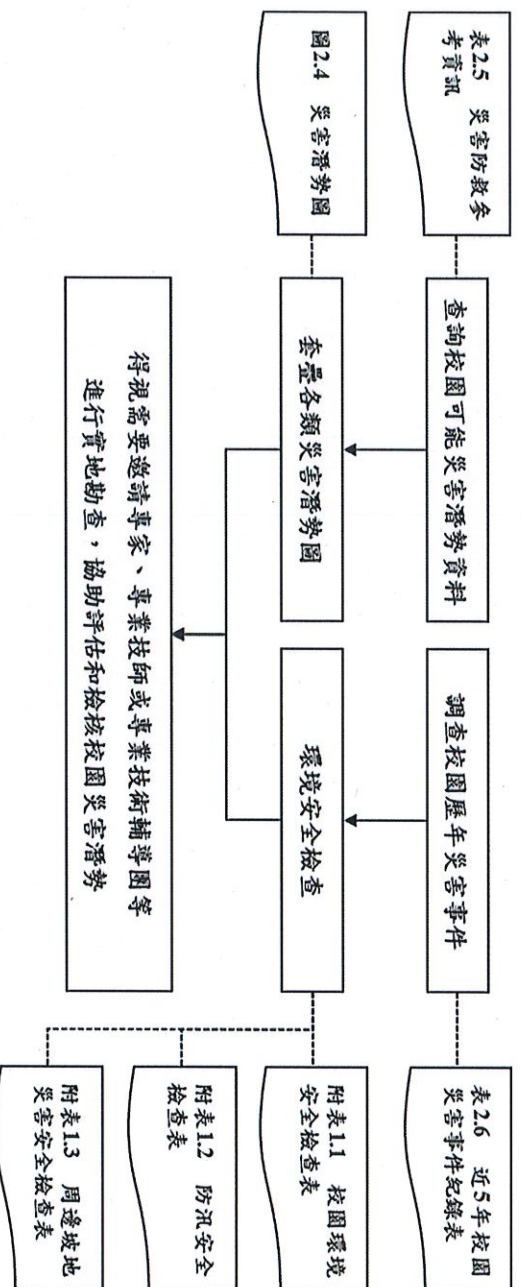 表2.5 災害防救參
考資訊
查詢校園可能災害潛勢資料
調查校園歷年災害事件
表2.6 近5年校園
災害事件紀錄表
圖2.4 災害潛勢圖
套疊各類災害潛勢圖
環境安全檢查
附表1.1 校園環境
安全檢查表
附表1.2 防汛安全
檢查表
附表1.3 周邊坡地
災害安全檢查表
得視需要邀請專家、專業技師或專業技術輔導團等
進行實地勘查，協助評估和檢核校園災害潛勢